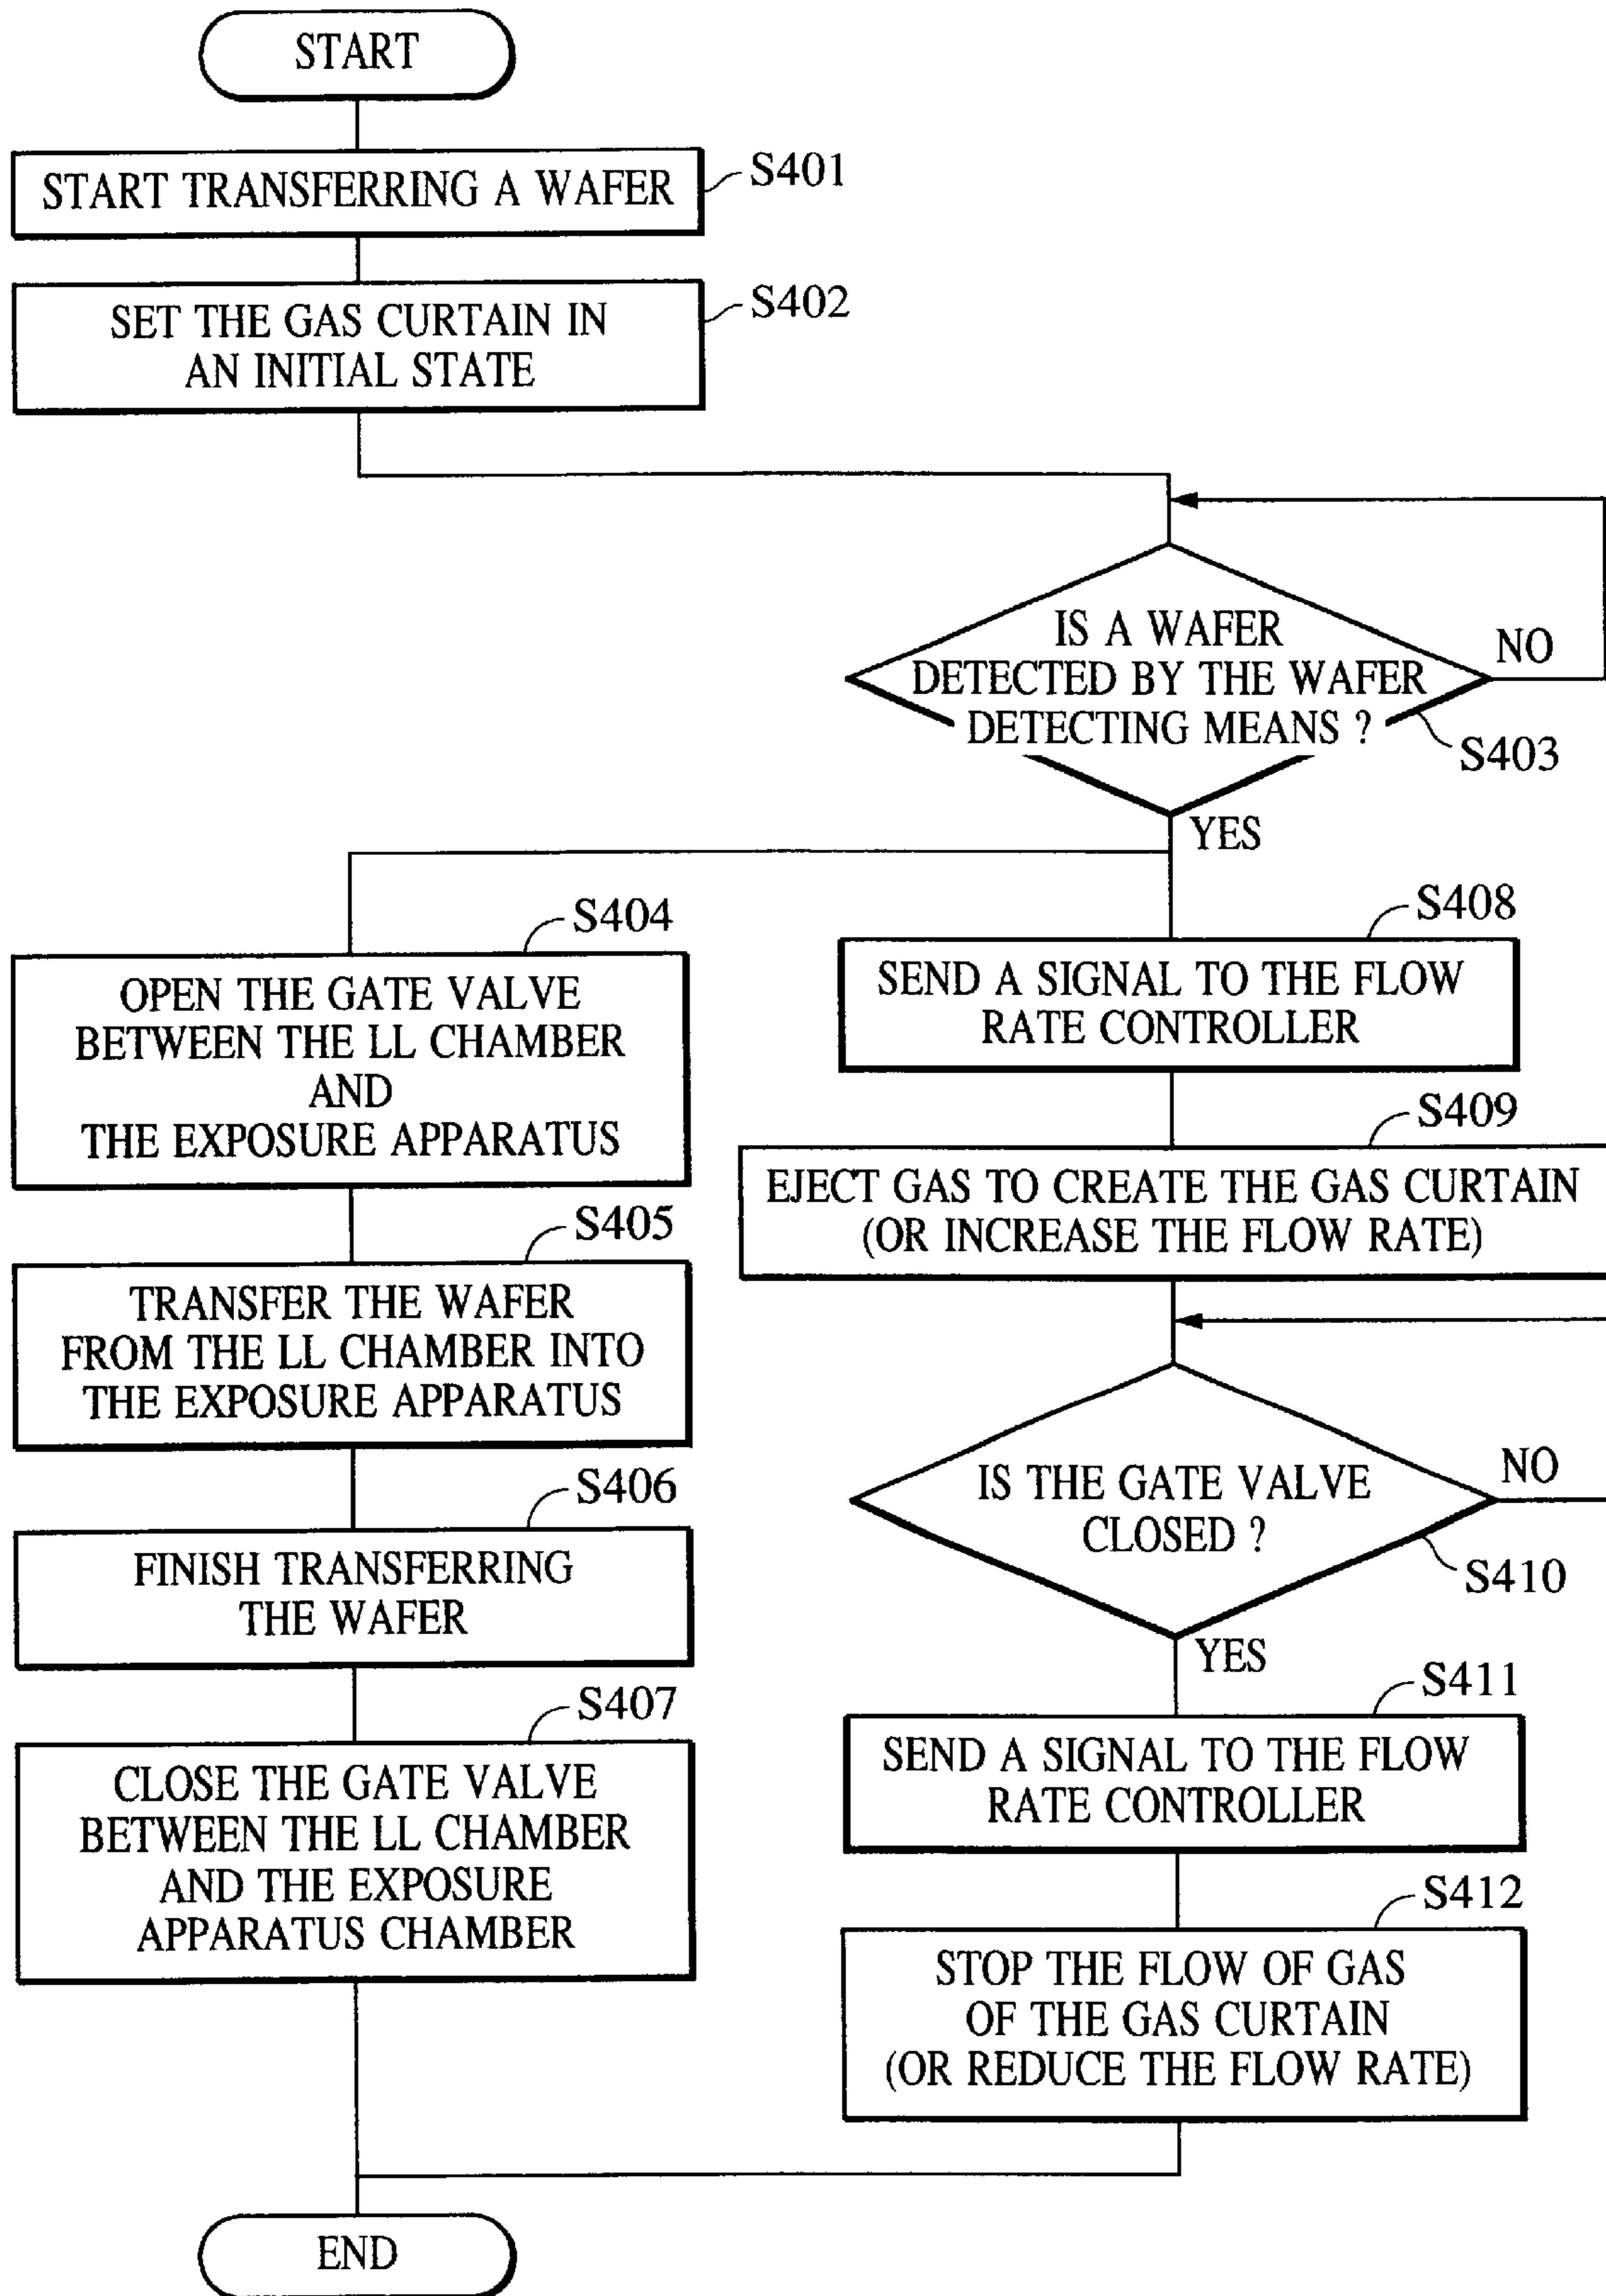 START
START TRANSFERRING A WAFER
S401
SET THE GAS CURTAIN IN
AN INITIAL STATE
S402
IS A WAFER
DETECTED BY THE WAFER
DETECTING MEANS ?
NO
S403
YES
S404
OPEN THE GATE VALVE
BETWEEN THE LL CHAMBER
AND
THE EXPOSURE APPARATUS
S405
TRANSFER THE WAFER
FROM THE LL CHAMBER INTO
THE EXPOSURE APPARATUS
S406
FINISH TRANSFERRING
THE WAFER
S407
CLOSE THE GATE VALVE
BETWEEN THE LL CHAMBER
AND THE EXPOSURE
APPARATUS CHAMBER
S408
SEND A SIGNAL TO THE FLOW
RATE CONTROLLER
S409
EJECT GAS TO CREATE THE GAS CURTAIN
(OR INCREASE THE FLOW RATE)
IS THE GATE VALVE
CLOSED ?
NO
S410
YES
S411
SEND A SIGNAL TO THE FLOW
RATE CONTROLLER
S412
STOP THE FLOW OF GAS
OF THE GAS CURTAIN
(OR REDUCE THE FLOW RATE)
END